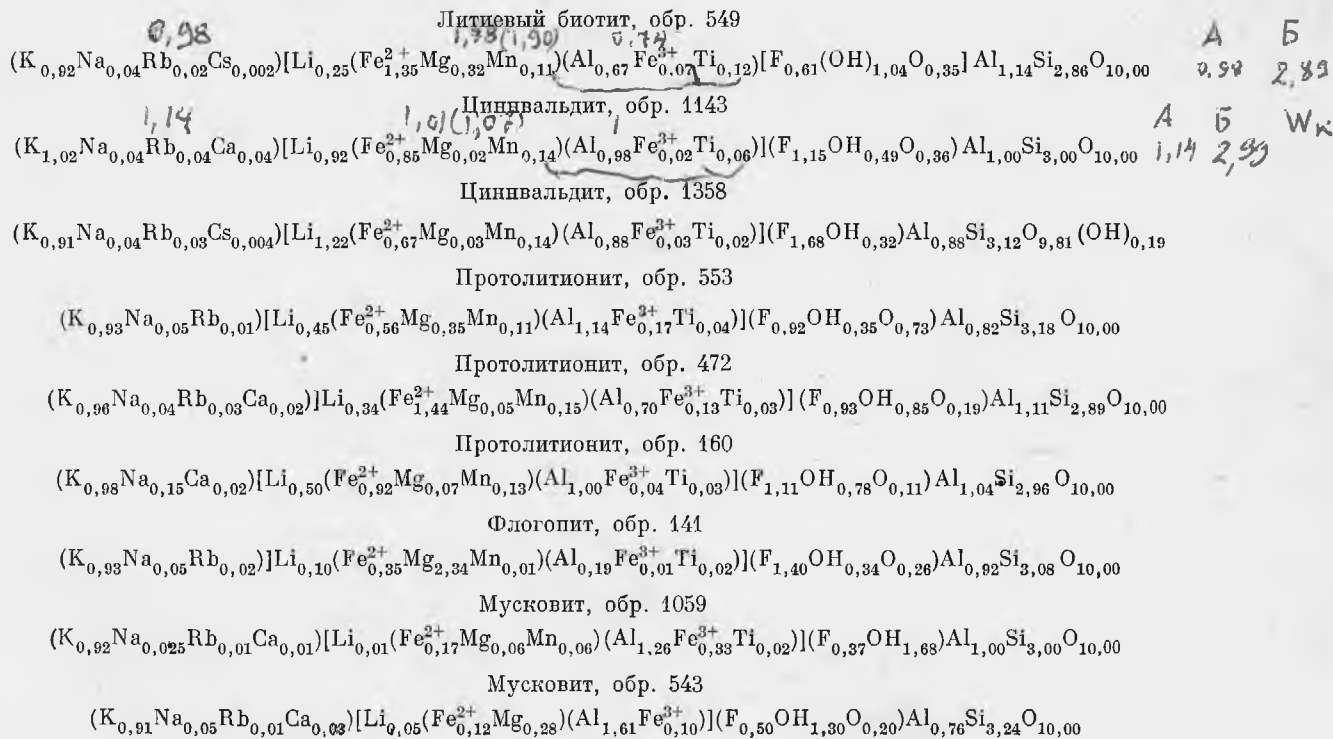 Литиевый биотит, обр. 549
0,98 1,78(1,90) 0,74 А Б
(K0,92Na0,04Rb0,02Cs0,002)[Li0,25(Fe2+1,35Mg0,32Mn0,11)(Al0,67Fe3+0,07Ti0,12)[F0,61(OH)1,04O0,35] Al1,14Si2,86O10,00 0,98 2,89
Циннвальдит, обр. 1143
1,14 1,01(1,07) 1 А Б
(K1,02Na0,04Rb0,04Ca0,04)[Li0,92(Fe2+0,85Mg0,02Mn0,14)(Al0,98Fe3+0,02Ti0,06)](F1,15OH0,49O0,36) Al1,00Si3,00O10,00 1,14 2,99
Циннвальдит, обр. 1358
(K0,91Na0,04Rb0,03Cs0,004)[Li1,22(Fe2+0,67Mg0,03Mn0,14)(Al0,88Fe3+0,03Ti0,02)](F1,68OH0,32)Al0,88Si3,12O9,81(OH)0,19
Протолитионит, обр. 553
(K0,93Na0,05Rb0,01)[Li0,45(Fe2+0,56Mg0,35Mn0,11)(Al1,14Fe3+0,17Ti0,04)](F0,92OH0,35O0,73) Al0,82Si3,18 O10,00
Протолитионит, обр. 472
(K0,96Na0,04Rb0,03Ca0,02)]Li0,34(Fe2+1,44Mg0,05Mn0,15)(Al0,70Fe3+0,13Ti0,03)] (F0,93OH0,85O0,19)Al1,11Si2,89O10,00
Протолитионит, обр. 160
(K0,98Na0,15Ca0,02)[Li0,50(Fe2+0,92Mg0,07Mn0,13)(Al1,00Fe3+0,04Ti0,03)](F1,11OH0,78O0,11) Al1,04Si2,96 O10,00
Флогопит, обр. 141
(K0,93Na0,05Rb0,02)]Li0,10(Fe2+0,35Mg2,34Mn0,01)(Al0,19Fe3+0,01Ti0,02)](F1,40OH0,34O0,26)Al0,92Si3,08 O10,00
Мусковит, обр. 1059
(K0,92Na0,025Rb0,01Ca0,01)[Li0,01(Fe2+0,17Mg0,06Mn0,06) (Al1,26Fe3+0,33Ti0,02)](F0,37OH1,68)Al1,00Si3,00O10,00
Мусковит, обр. 543
(K0,91Na0,05Rb0,01Ca0,03)[Li0,05(Fe2+0,12Mg0,28)(Al1,61Fe3+0,10)](F0,50OH1,30O0,20)Al0,76Si3,24O10,00